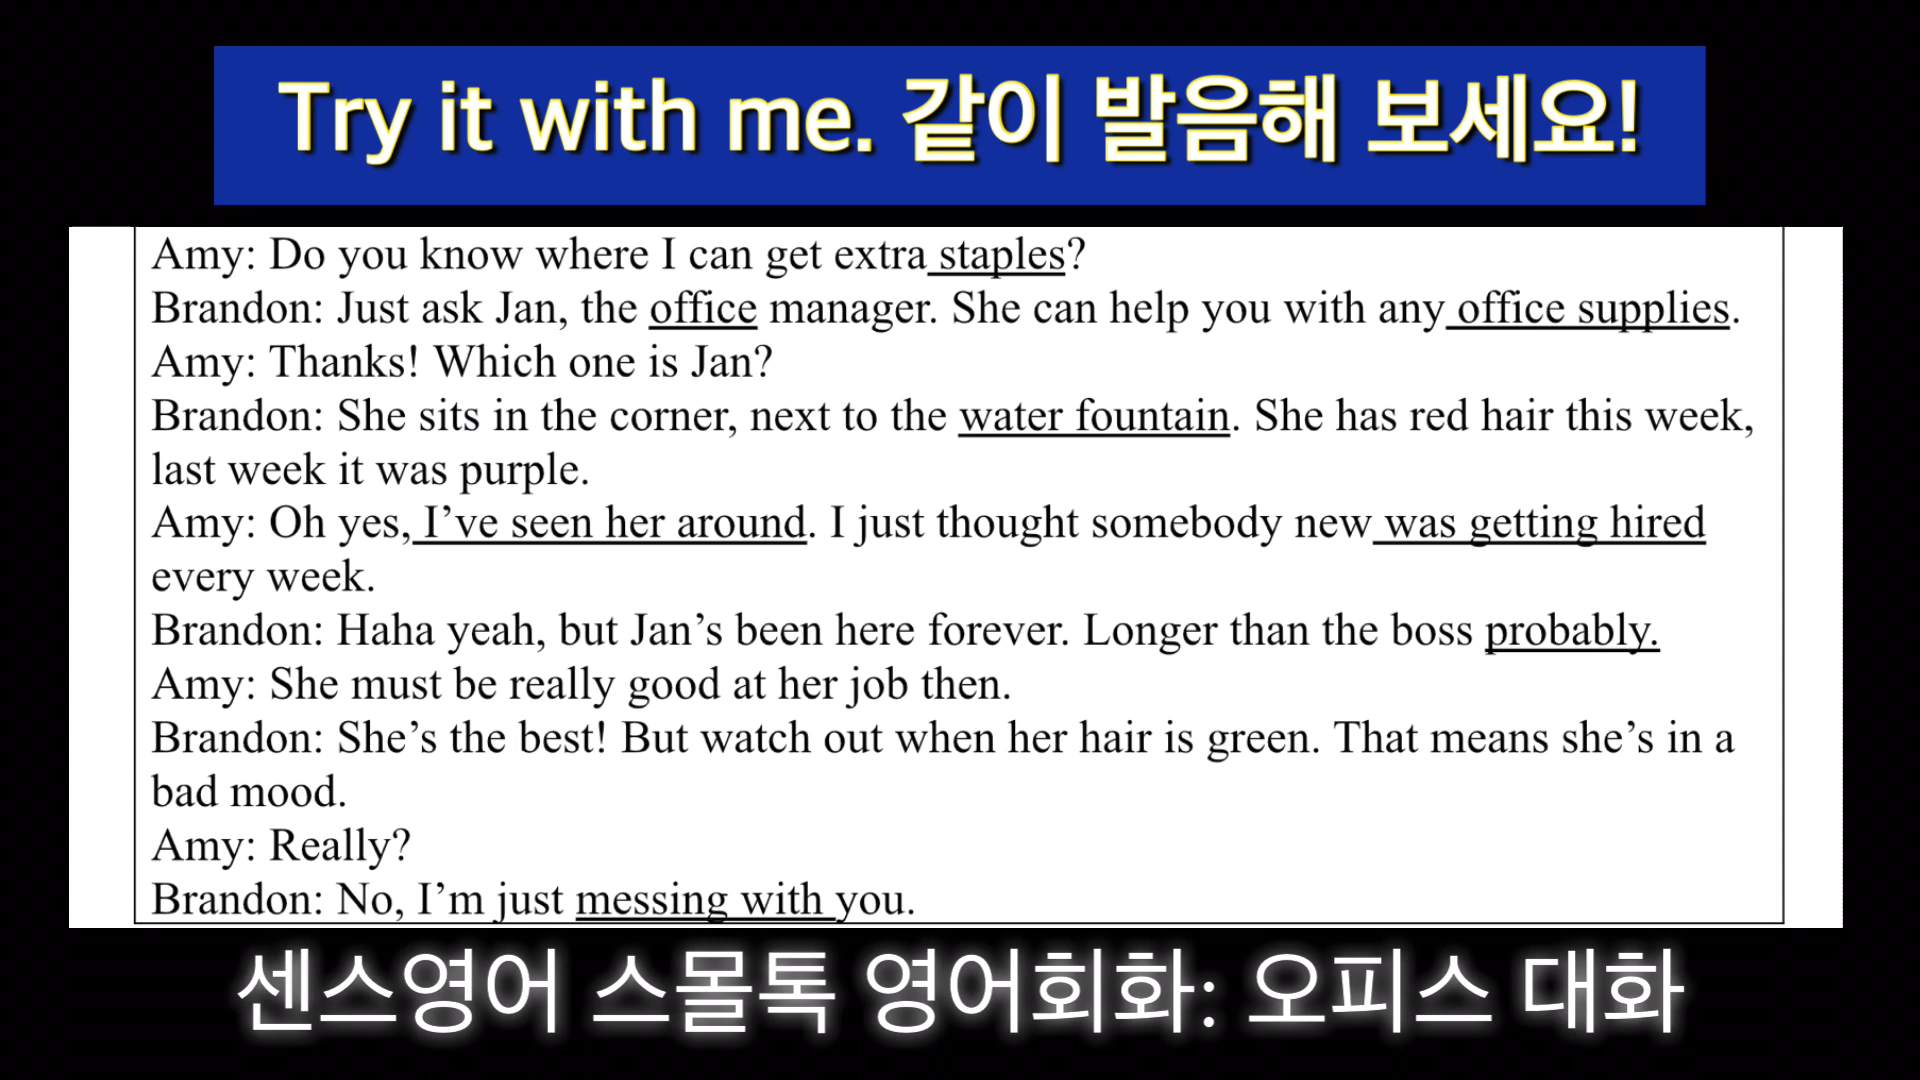 Try it with me. 같이 발음해 보세요!
Amy: Do you know where I can get extra staples?
Brandon: Just ask Jan, the office manager. She can help you with any office supplies.
Amy: Thanks! Which one is Jan?
Brandon: She sits in the corner, next to the water fountain. She has red hair this week,
last week it was purple.
Amy: Oh yes, I’ve seen her around. I just thought somebody new was getting hired
every week.
Brandon: Haha yeah, but Jan’s been here forever. Longer than the boss probably.
Amy: She must be really good at her job then.
Brandon: She’s the best! But watch out when her hair is green. That means she’s in a
bad mood.
Amy: Really?
Brandon: No, I’m just messing with you.
센스영어 스몰톡 영어회화: 오피스 대화